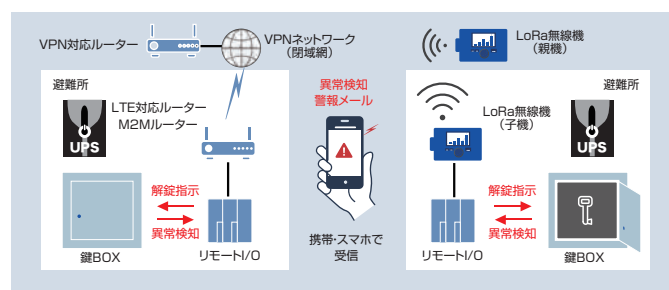 VPN対応ルーター
VPNネットワーク
(閉域網)
避難所
LTE対応ルーター
M2Mルーター
UPS
解錠指示
異常検知
鍵BOX
リモートI/O
異常検知
警報メール
携帯・スマホで
受信
LoRa無線機
(親機)
避難所
LoRa無線機
(子機)
UPS
解錠指示
異常検知
リモートI/O
鍵BOX